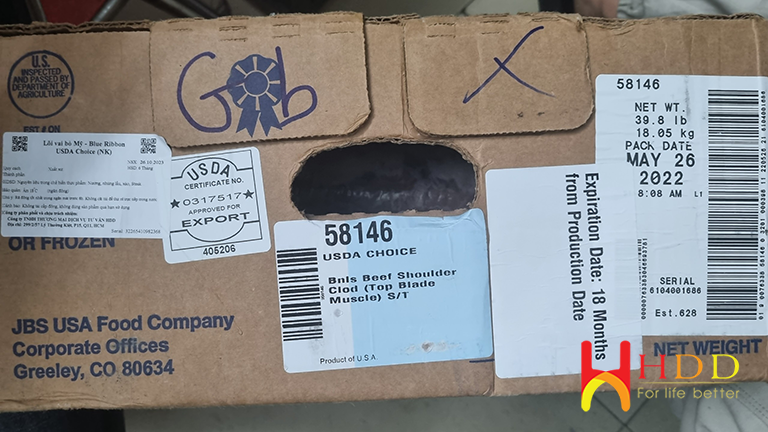 U.S.
INSPECTED
AND PASSED BY
DEPARTMENT OF
AGRICULTURE
EST # ON
G b
X
Lõi vai bò Mỹ - Blue Ribbon
USDA Choice (NK)
OR FROZEN
USDA
CERTIFICATE NO.
★0317517★
APPROVED FOR
EXPORT
405206
58146
USDA CHOICE
Bnls Beef Shoulder
Clod (Top Blade
Muscle) S/T
Product of U.S.A.
JBS USA Food Company
Corporate Offices
Greeley, CO 80634
Expiration Date: 18 Months
from Production Date
58146
NET WT.
39.8 lb
18.05 kg
PACK DATE
MAY 26
2022
8:08 AM L1
SERIAL
6104001686
Est.628
NET WEIGHT
HDD
For life better